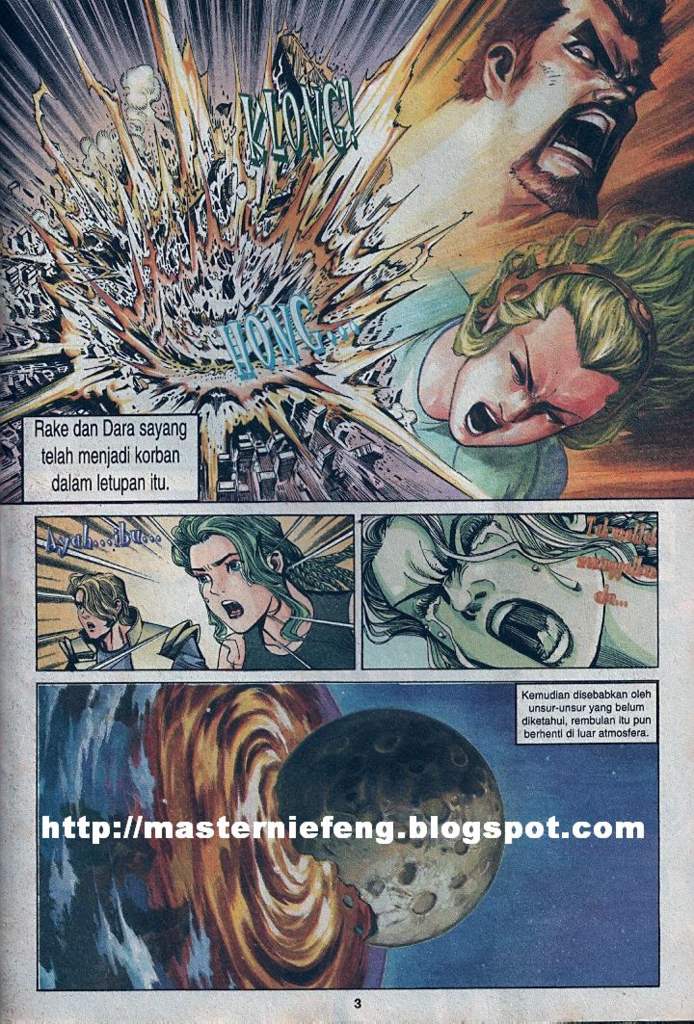 KLONG!
HONG...
Rake dan Dara sayang
telah menjadi korban
dalam letupan itu.
Ayah...ibu...
Kemudian disebabkan oleh
unsur-unsur yang belum
diketahui, rembulan itu pun
berhenti di luar atmosfera.
http://masterniefeng.blogspot.com
3